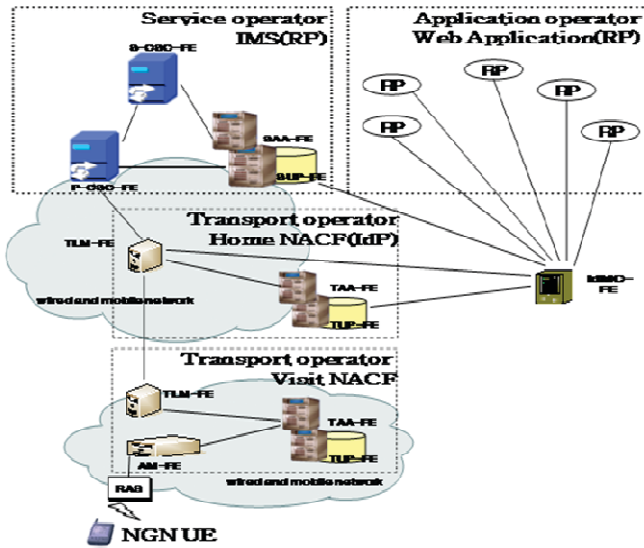 Service operator
IMS(RP)
Application operator
Web Application(RP)
S-CSC-FE
RP
RP
RP
RP
RP
SAA-FE
SUP-FE
P-CSC-FE
Transport operator
Home NACF(IdP)
TLM-FE
TAA-FE
TUP-FE
wired and mobile network
FE
Transport operator
Visit NACF
TLM-FE
TAA-FE
TUP-FE
AM-FE
wired and mobile network
RAS
NGN UE